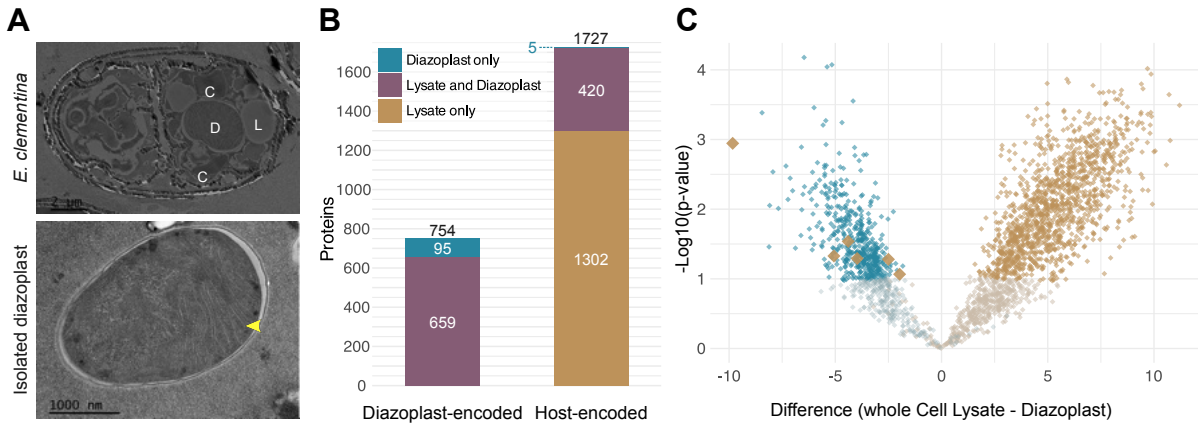 A
E. clementina
C
D
L
C
2 µm
Isolated diazoplast
1000 nm
B
Proteins
1600
1400
1200
1000
800
600
400
200
0
Diazoplast only
Lysate and Diazoplast
Lysate only
5
1727
420
1302
754
95
659
Diazoplast-encoded
Host-encoded
C
-Log10(p-value)
4
3
2
1
0
-10
-5
0
5
10
Difference (whole Cell Lysate - Diazoplast)